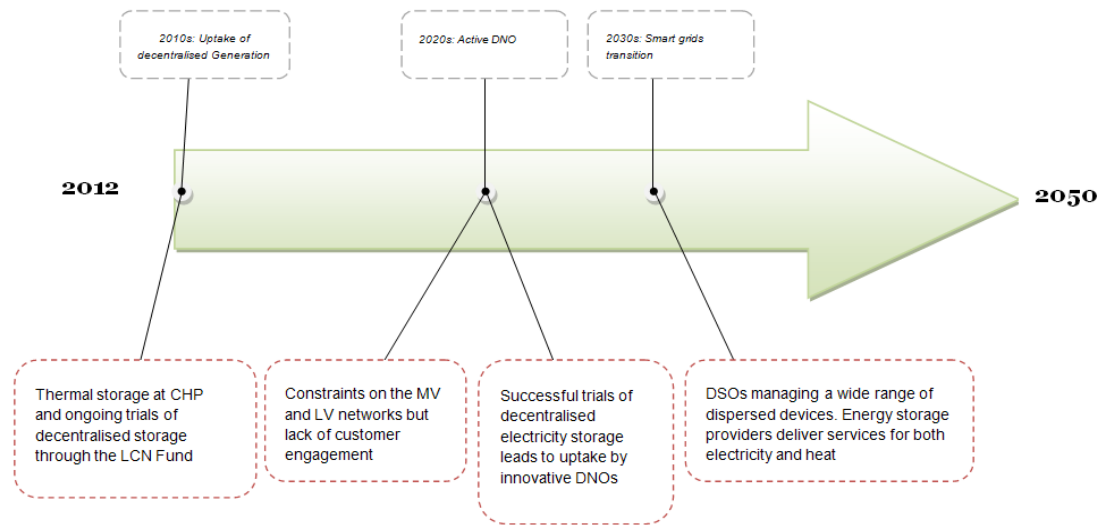 2010s: Uptake of
decentralised Generation
2020s: Active DNO
2030s: Smart grids
transition
2012
2050
Thermal storage at CHP
and ongoing trials of
decentralised storage
through the LCN Fund
Constraints on the MV
and LV networks but
lack of customer
engagement
Successful trials of
decentralised
electricity storage
leads to uptake by
innovative DNOs
DSOs managing a wide range of
dispersed devices. Energy storage
providers deliver services for both
electricity and heat